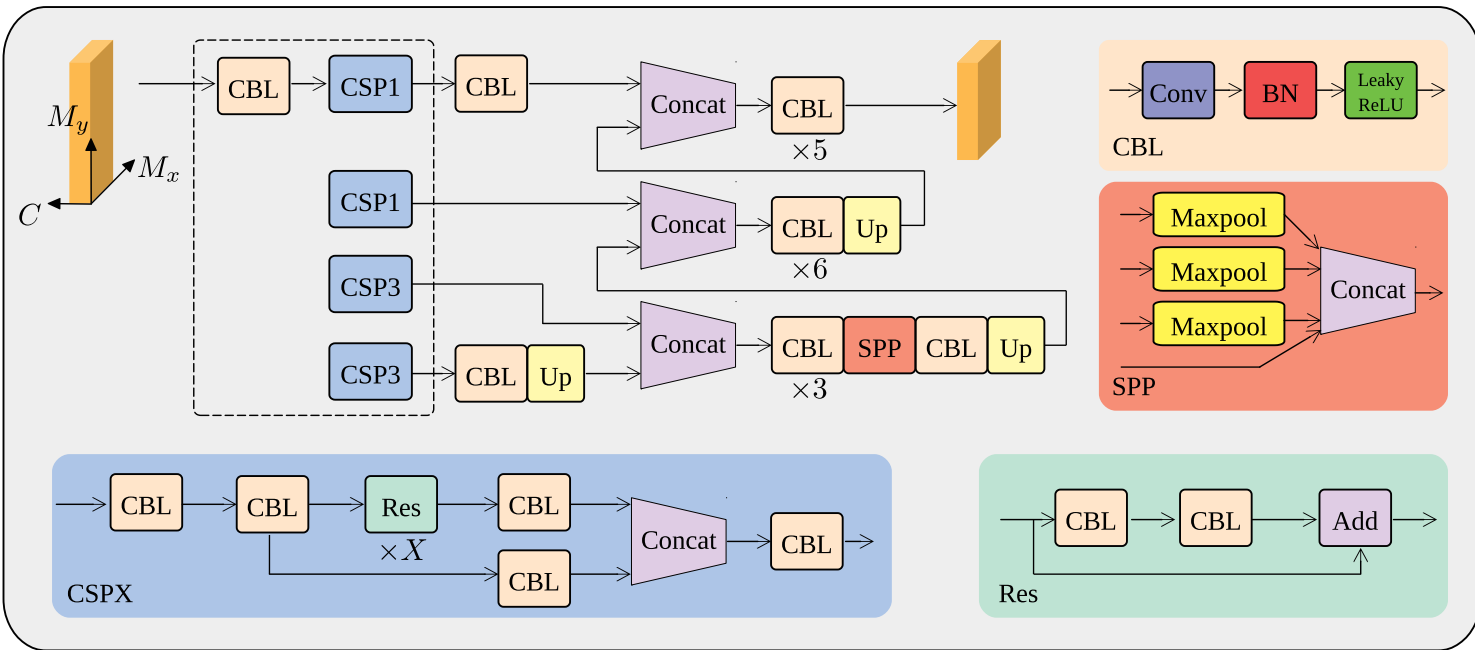 M_y
M_x
C
CBL
CSP1
CBL
Concat
CBL
×5
CSP1
Concat
CBL
Up
×6
CSP3
CSP3
CBL
Up
Concat
CBL
SPP
CBL
Up
×3
Conv
BN
Leaky
ReLU
CBL
Maxpool
Maxpool
Maxpool
Concat
SPP
CBL
CBL
Res
×X
CBL
CBL
Concat
CBL
CSPX
CBL
CBL
Add
Res